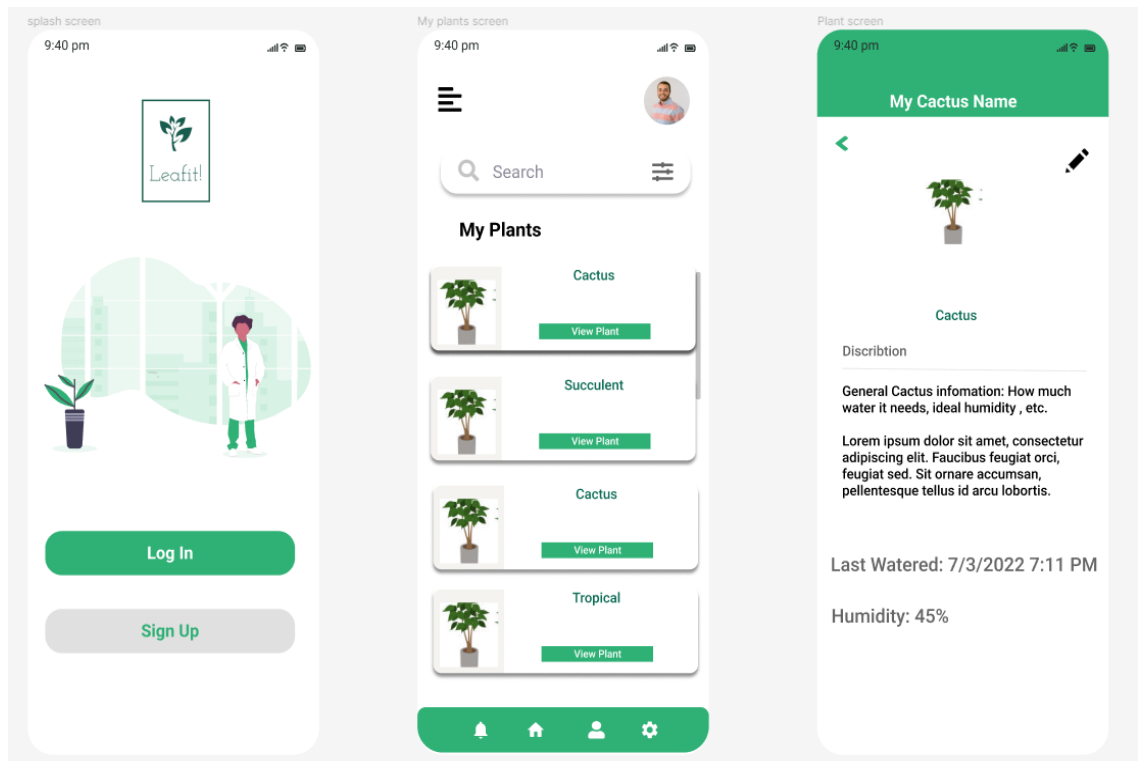 splash screen
9:40 pm
Leafit!
Log In
Sign Up
My plants screen
9:40 pm
Search
My Plants
Cactus
View Plant
Succulent
View Plant
Cactus
View Plant
Tropical
View Plant
Plant screen
9:40 pm
My Cactus Name
Cactus
Discribtion
General Cactus infomation: How much
water it needs, ideal humidity , etc.
Lorem ipsum dolor sit amet, consectetur
adipiscing elit. Faucibus feugiat orci,
feugiat sed. Sit ornare accumsan,
pellentesque tellus id arcu lobortis.
Last Watered: 7/3/2022 7:11 PM
Humidity: 45%